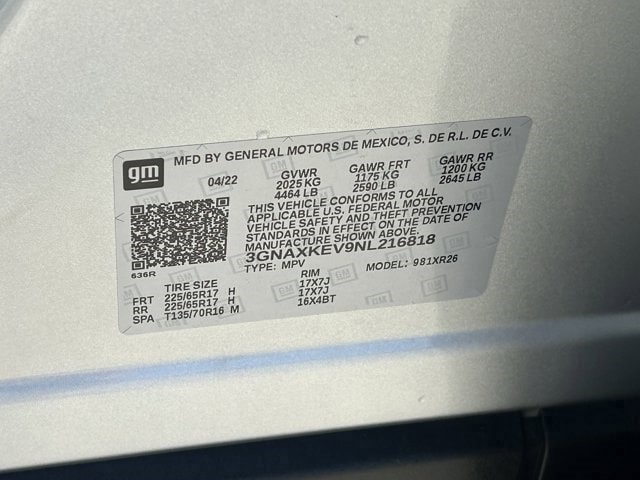 gm
MFD BY GENERAL MOTORS DE MEXICO, S. DE R.L. DE C.V.
04/22 GVWR GAWR FRT GAWR RR
2025 KG 1175 KG 1200 KG
4464 LB 2590 LB 2645 LB
THIS VEHICLE CONFORMS TO ALL
APPLICABLE U.S. FEDERAL MOTOR
VEHICLE SAFETY AND THEFT PREVENTION
STANDARDS IN EFFECT ON THE DATE OF
MANUFACTURE SHOWN ABOVE.
3GNAXKEV9NL216818
636R TYPE: MPV MODEL: 981XR26
TIRE SIZE RIM
FRT 225/65R17 H 17X7J
RR 225/65R17 H 17X7J
SPA T135/70R16 M 16X4BT